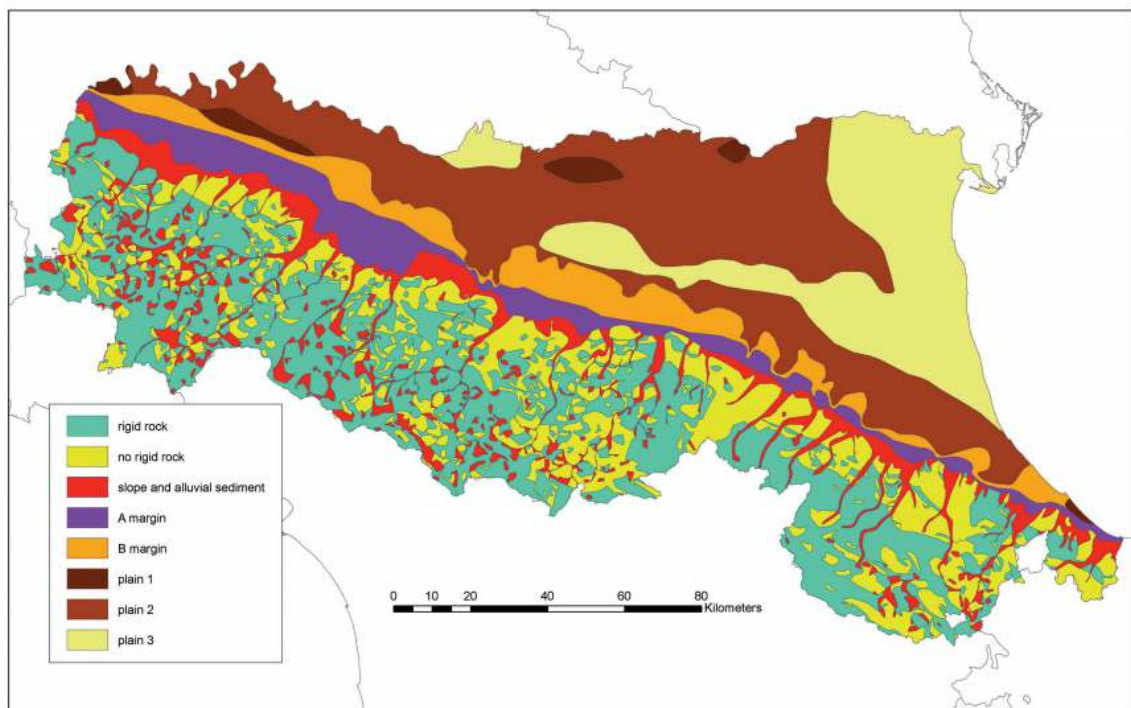 rigid rock
no rigid rock
slope and alluvial sediment
A margin
B margin
plain 1
plain 2
plain 3
0 5 10 20 40 60 80
Kilometers